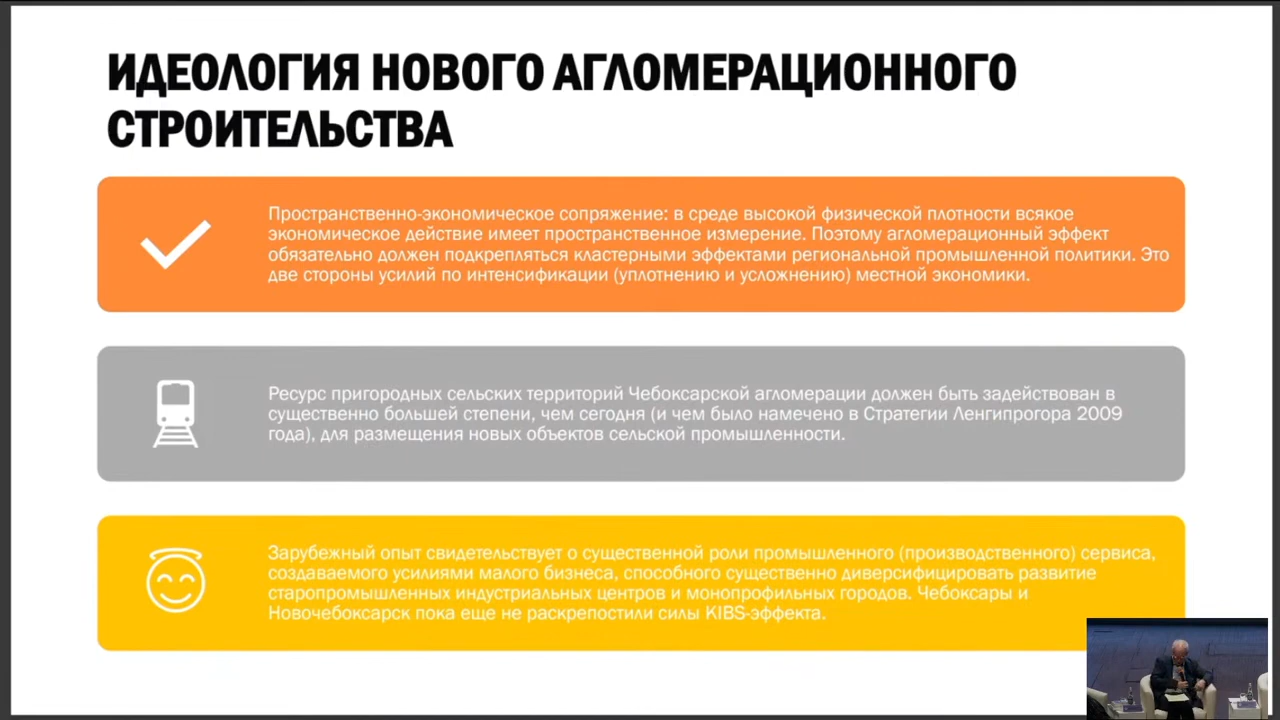 ИДЕОЛОГИЯ НОВОГО АГЛОМЕРАЦИОННОГО
СТРОИТЕЛЬСТВА
Пространственно-экономическое сопряжение: в среде высокой физической плотности всякое
экономическое действие имеет пространственное измерение. Поэтому агломерационный эффект
обязательно должен подкрепляться кластерными эффектами региональной промышленной политики. Это
две стороны усилий по интенсификации (уплотнению и усложнению) местной экономики.
Ресурс пригородных сельских территорий Чебоксарской агломерации должен быть задействован в
существенно большей степени, чем сегодня (и чем было намечено в Стратегии Ленгипрогора 2009
года), для размещения новых объектов сельской промышленности.
Зарубежный опыт свидетельствует о существенной роли промышленного (производственного) сервиса,
создаваемого усилиями малого бизнеса, способного существенно диверсифицировать развитие
старопромышленных индустриальных центров и монопрофильных городов. Чебоксары и
Новочебоксарск пока еще не раскрепостили силы KIBS-эффекта.